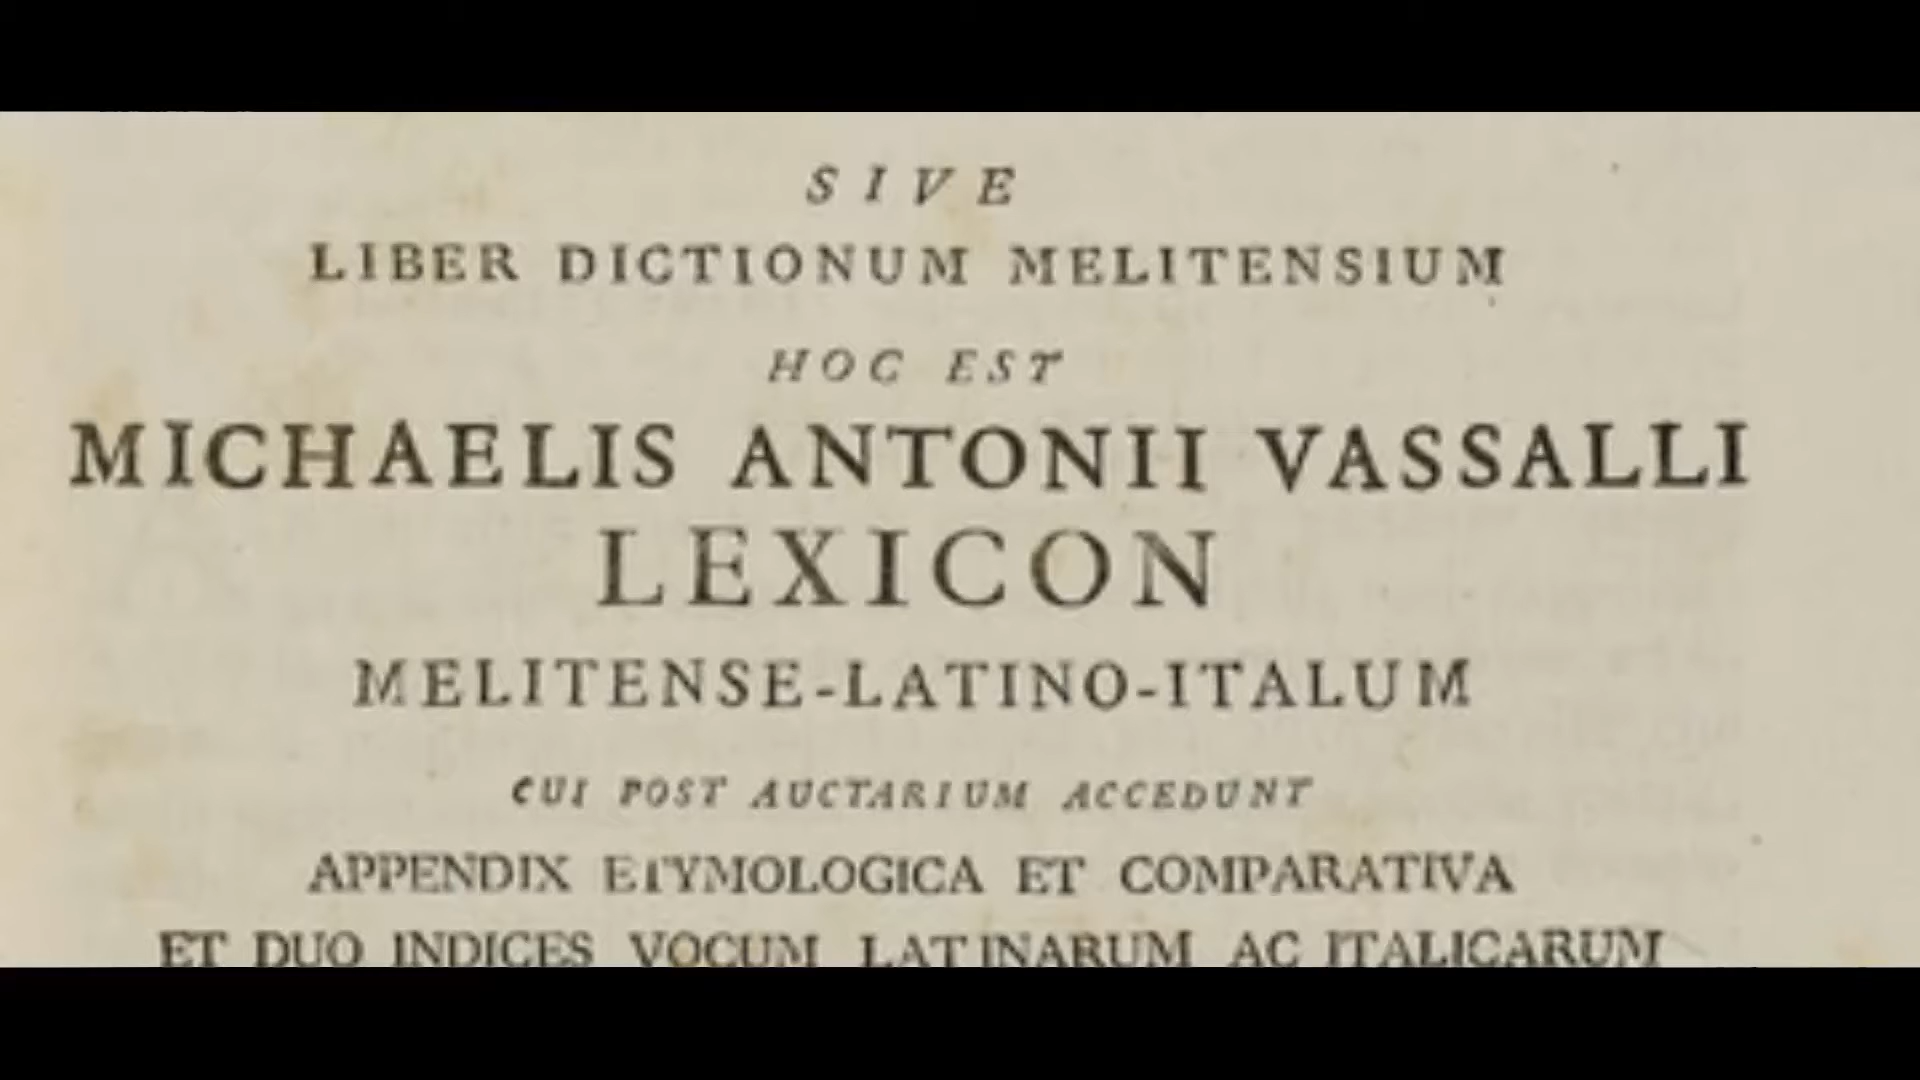 SIVE
LIBER DICTIONUM MELITENSIUM
HOC EST
MICHAELIS ANTONII VASSALLI
LEXICON
MELITENSE-LATINO-ITALUM
CUI POST AUCTARIUM ACCEDUNT
APPENDIX ETYMOLOGICA ET COMPARATIVA
ET DUO INDICES VOCUM LATINARUM AC ITALICARUM